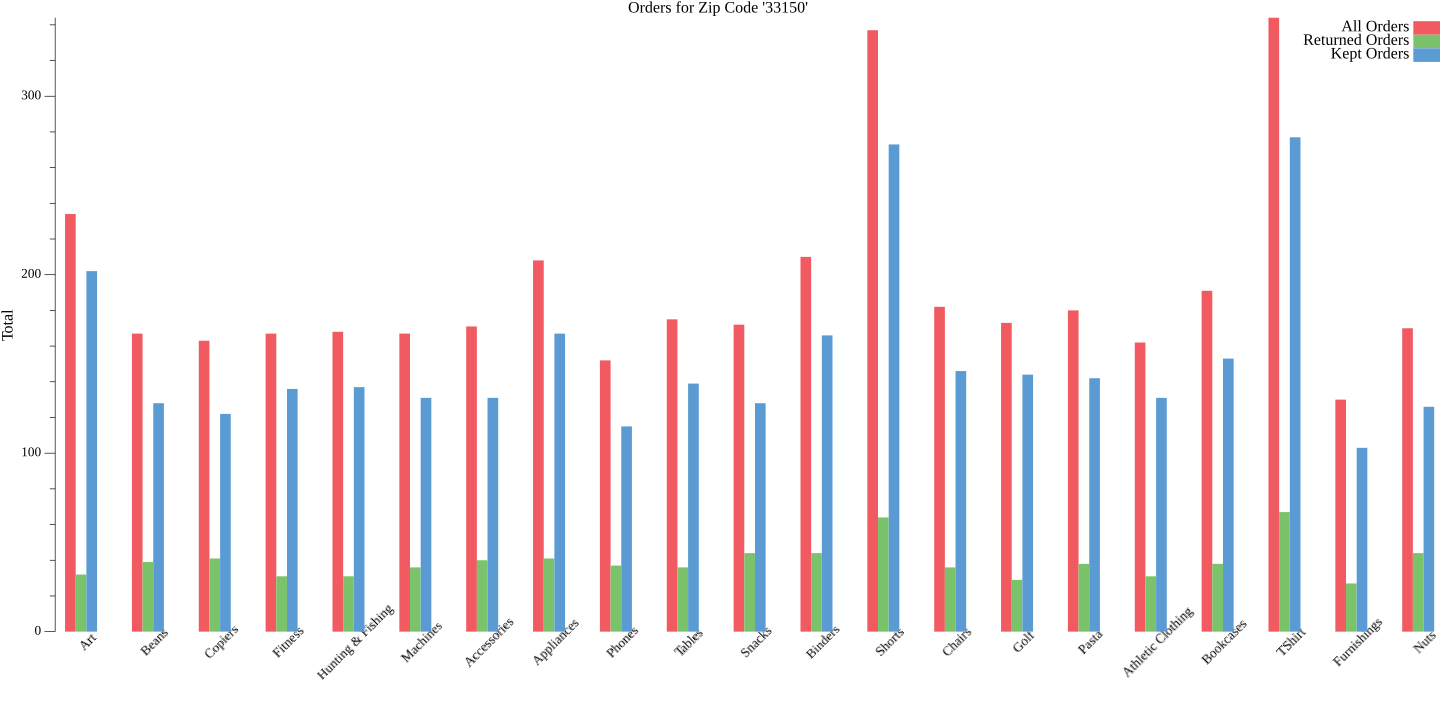 Orders for Zip Code '33150'
All Orders
Returned Orders
Kept Orders
Total
300
200
100
0
Art
Beans
Copiers
Fitness
Hunting & Fishing
Machines
Accessories
Appliances
Phones
Tables
Snacks
Binders
Shorts
Chairs
Golf
Pasta
Athletic Clothing
Bookcases
TShirt
Furnishings
Nuts